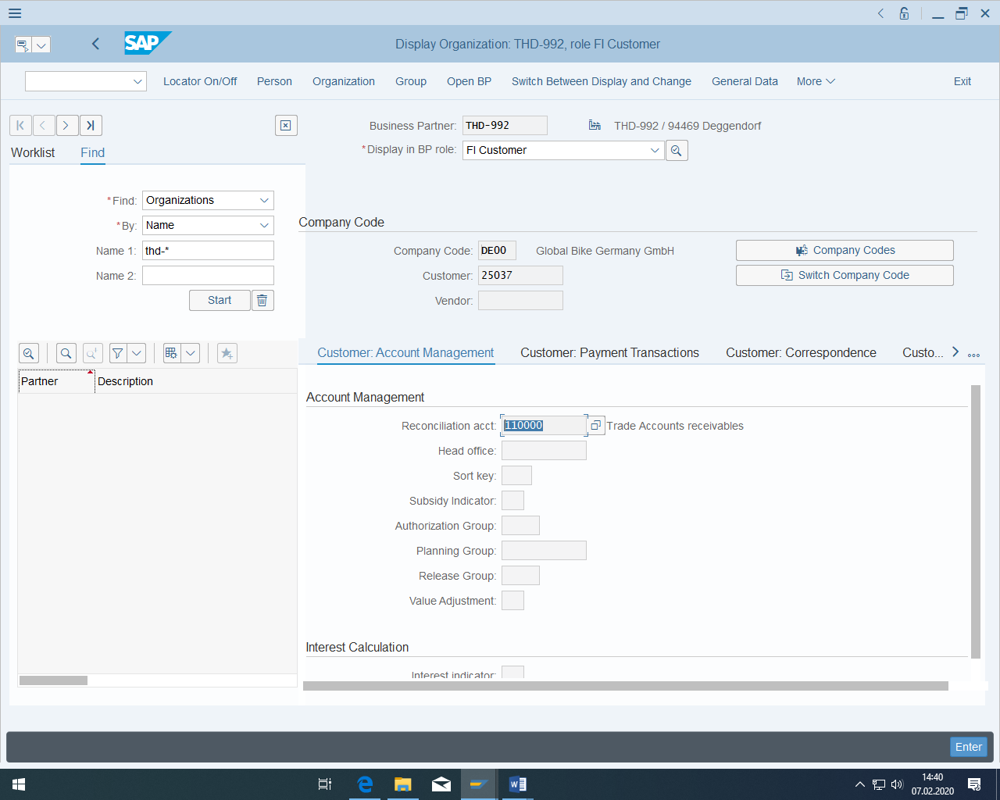 SAP
Display Organization: THD-992, role FI Customer
Locator On/Off
Person
Organization
Group
Open BP
Switch Between Display and Change
General Data
More
Exit
Business Partner: THD-992
THD-992 / 94469 Deggendorf
*Display in BP role: FI Customer
Worklist
Find
*Find: Organizations
*By: Name
Name 1: thd-*
Name 2:
Start
Partner
Description
Company Code
Company Code: DE00 Global Bike Germany GmbH
Company Codes
Customer: 25037
Switch Company Code
Vendor:
Customer: Account Management
Customer: Payment Transactions
Customer: Correspondence
Custo...
Account Management
Reconciliation acct: 110000 Trade Accounts receivables
Head office:
Sort key:
Subsidy Indicator:
Authorization Group:
Planning Group:
Release Group:
Value Adjustment:
Interest Calculation
Interest indicator:
Enter
14:40
07.02.2020